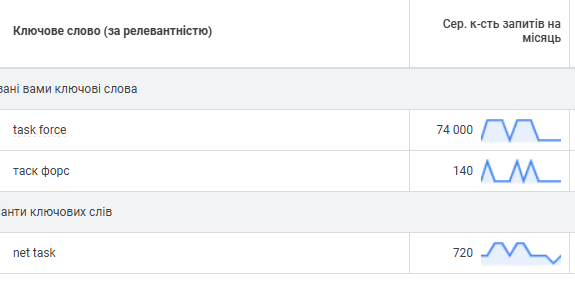 Ключове слово (за релевантністю)
Сер. к-сть запитів на
місяць
вані вами ключові слова
task force
74 000
таск форс
140
анти ключових слів
net task
720